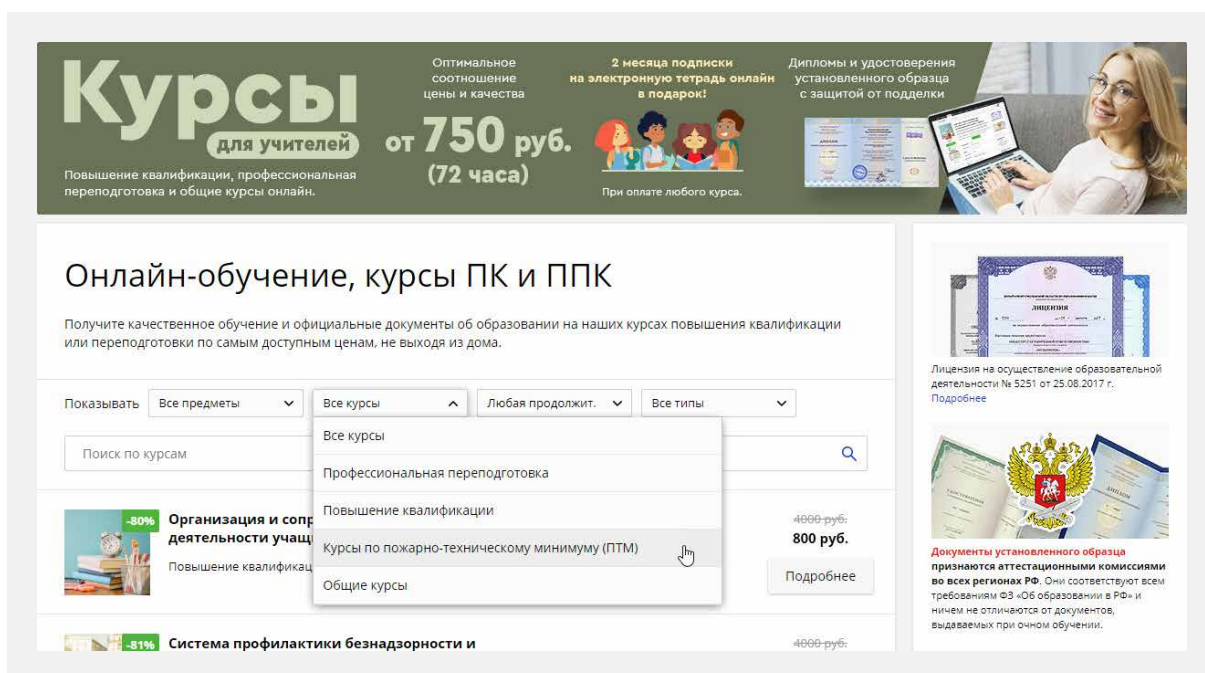 Курсы
для учителей
Повышение квалификации, профессиональная
переподготовка и общие курсы онлайн.
Оптимальное
соотношение
цены и качества
от 750 руб.
(72 часа)
2 месяца подписки
на электронную тетрадь онлайн
в подарок!
При оплате любого курса.
Дипломы и удостоверения
установленного образца
с защитой от подделки
Онлайн-обучение, курсы ПК и ППК
Получите качественное обучение и официальные документы об образовании на наших курсах повышения квалификации
или переподготовки по самым доступным ценам, не выходя из дома.
Показывать Все предметы Все курсы Любая продолжит. Все типы
Поиск по курсам
Все курсы
Профессиональная переподготовка
Повышение квалификации
Курсы по пожарно-техническому минимуму (ПТМ)
Общие курсы
-80%
Организация и сопр
деятельности учащ
Повышение квалификац
4000 руб.
800 руб.
Подробнее
-81%
Система профилактики безнадзорности и
4000 руб.
ЛИЦЕНЗИЯ
Лицензия на осуществление образовательной
деятельности № 5251 от 25.08.2017 г.
Подробнее
ДИПЛОМ
Документы установленного образца
признаются аттестационными комиссиями
во всех регионах РФ. Они соответствуют всем
требованиям ФЗ «Об образовании в РФ» и
ничем не отличаются от документов,
выдаваемых при очном обучении.